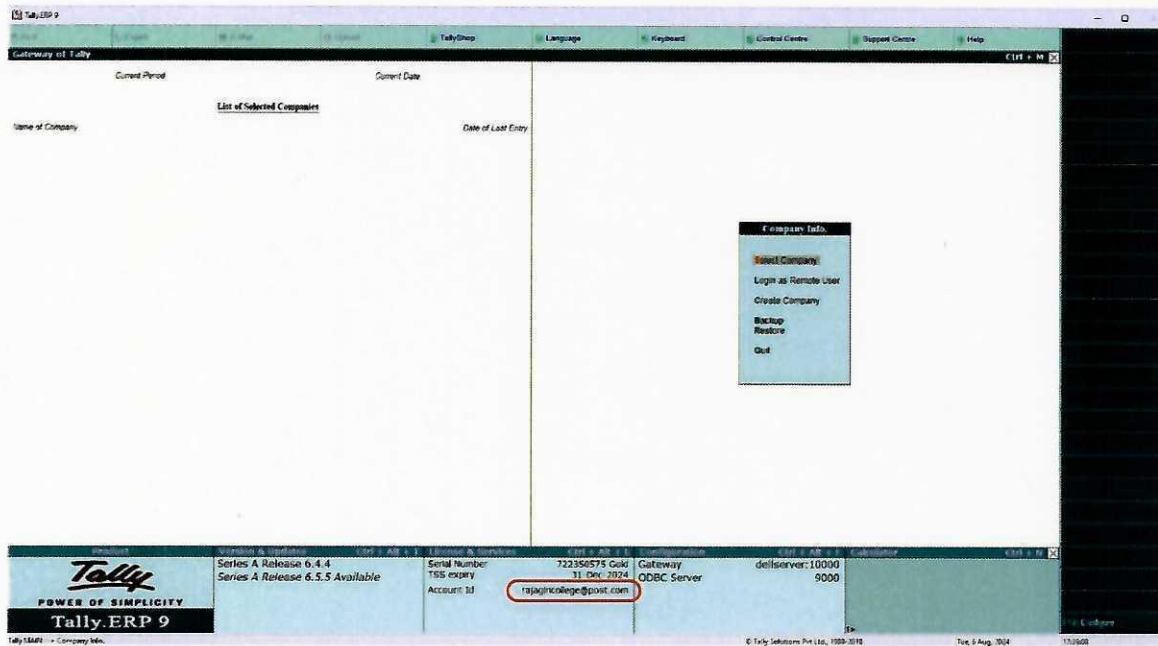 Tally.ERP 9
TallyShop Language Keyboard Control Centre Support Centre Help
Gateway of Tally Ctrl + M
Current Period Current Date
List of Selected Companies
Name of Company Date of Last Entry
Company Info.
Select Company
Login as Remote User
Create Company
Backup
Restore
Quit
Product Version & Updates Ctrl + Alt + T License & Services Ctrl + Alt + L Configuration Ctrl + Alt + F Calculator Ctrl + N
Series A Release 6.4.4 Serial Number 722350575 Gold Gateway dellserver:10000
Series A Release 6.5.5 Available TSS expiry 31-Dec-2024 ODBC Server 9000
Account Id rajagiricollege@post.com
Tally
POWER OF SIMPLICITY
Tally.ERP 9
Configure
Tally MAIN --> Company Info. © Tally Solutions Pvt Ltd., 1988-2018 Tue, 6 Aug, 2024